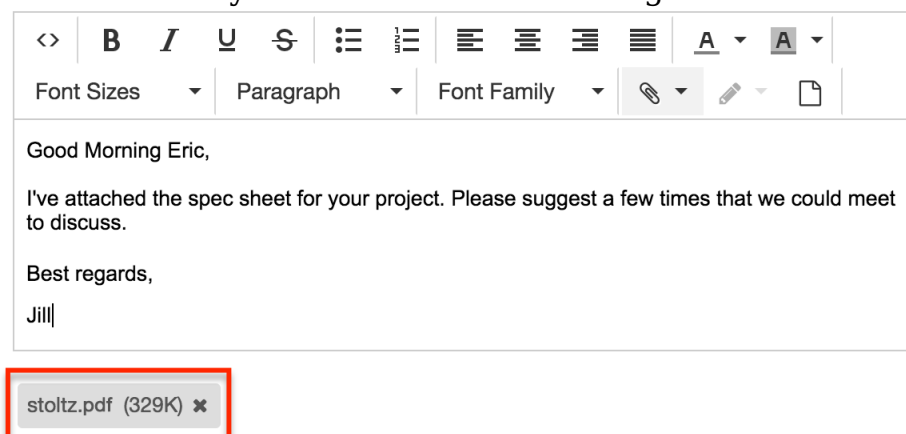 B I U S A A
Font Sizes Paragraph Font Family
Good Morning Eric,
I've attached the spec sheet for your project. Please suggest a few times that we could meet
to discuss.
Best regards,
Jill
stoltz.pdf (329K) ✖